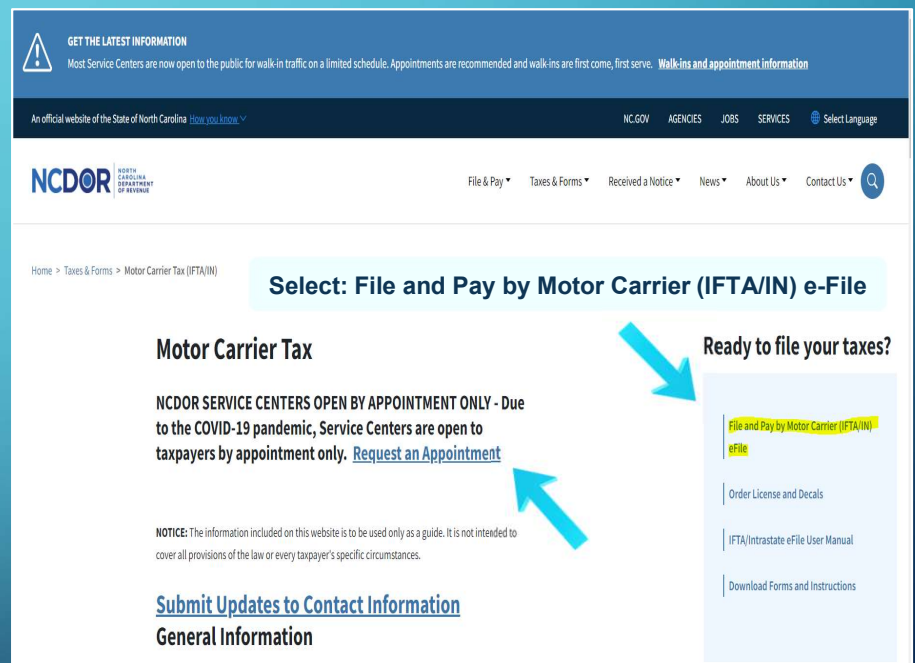 GET THE LATEST INFORMATION
Most Service Centers are now open to the public for walk-in traffic on a limited schedule. Appointments are recommended and walk-ins are first come, first serve. Walk-ins and appointment information
An official website of the State of North Carolina How you know
NC.GOV AGENCIES JOBS SERVICES Select Language
NCDOR NORTH
CAROLINA
DEPARTMENT
OF REVENUE
File & Pay Taxes & Forms Received a Notice News About Us Contact Us
Home > Taxes & Forms > Motor Carrier Tax (IFTA/IN)
Select: File and Pay by Motor Carrier (IFTA/IN) e-File
Motor Carrier Tax
NCDOR SERVICE CENTERS OPEN BY APPOINTMENT ONLY - Due
to the COVID-19 pandemic, Service Centers are open to
taxpayers by appointment only. Request an Appointment
NOTICE: The information included on this website is to be used only as a guide. It is not intended to
cover all provisions of the law or every taxpayer's specific circumstances.
Submit Updates to Contact Information
General Information
Ready to file your taxes?
File and Pay by Motor Carrier (IFTA/IN)
eFile
Order License and Decals
IFTA/Intrastate eFile User Manual
Download Forms and Instructions